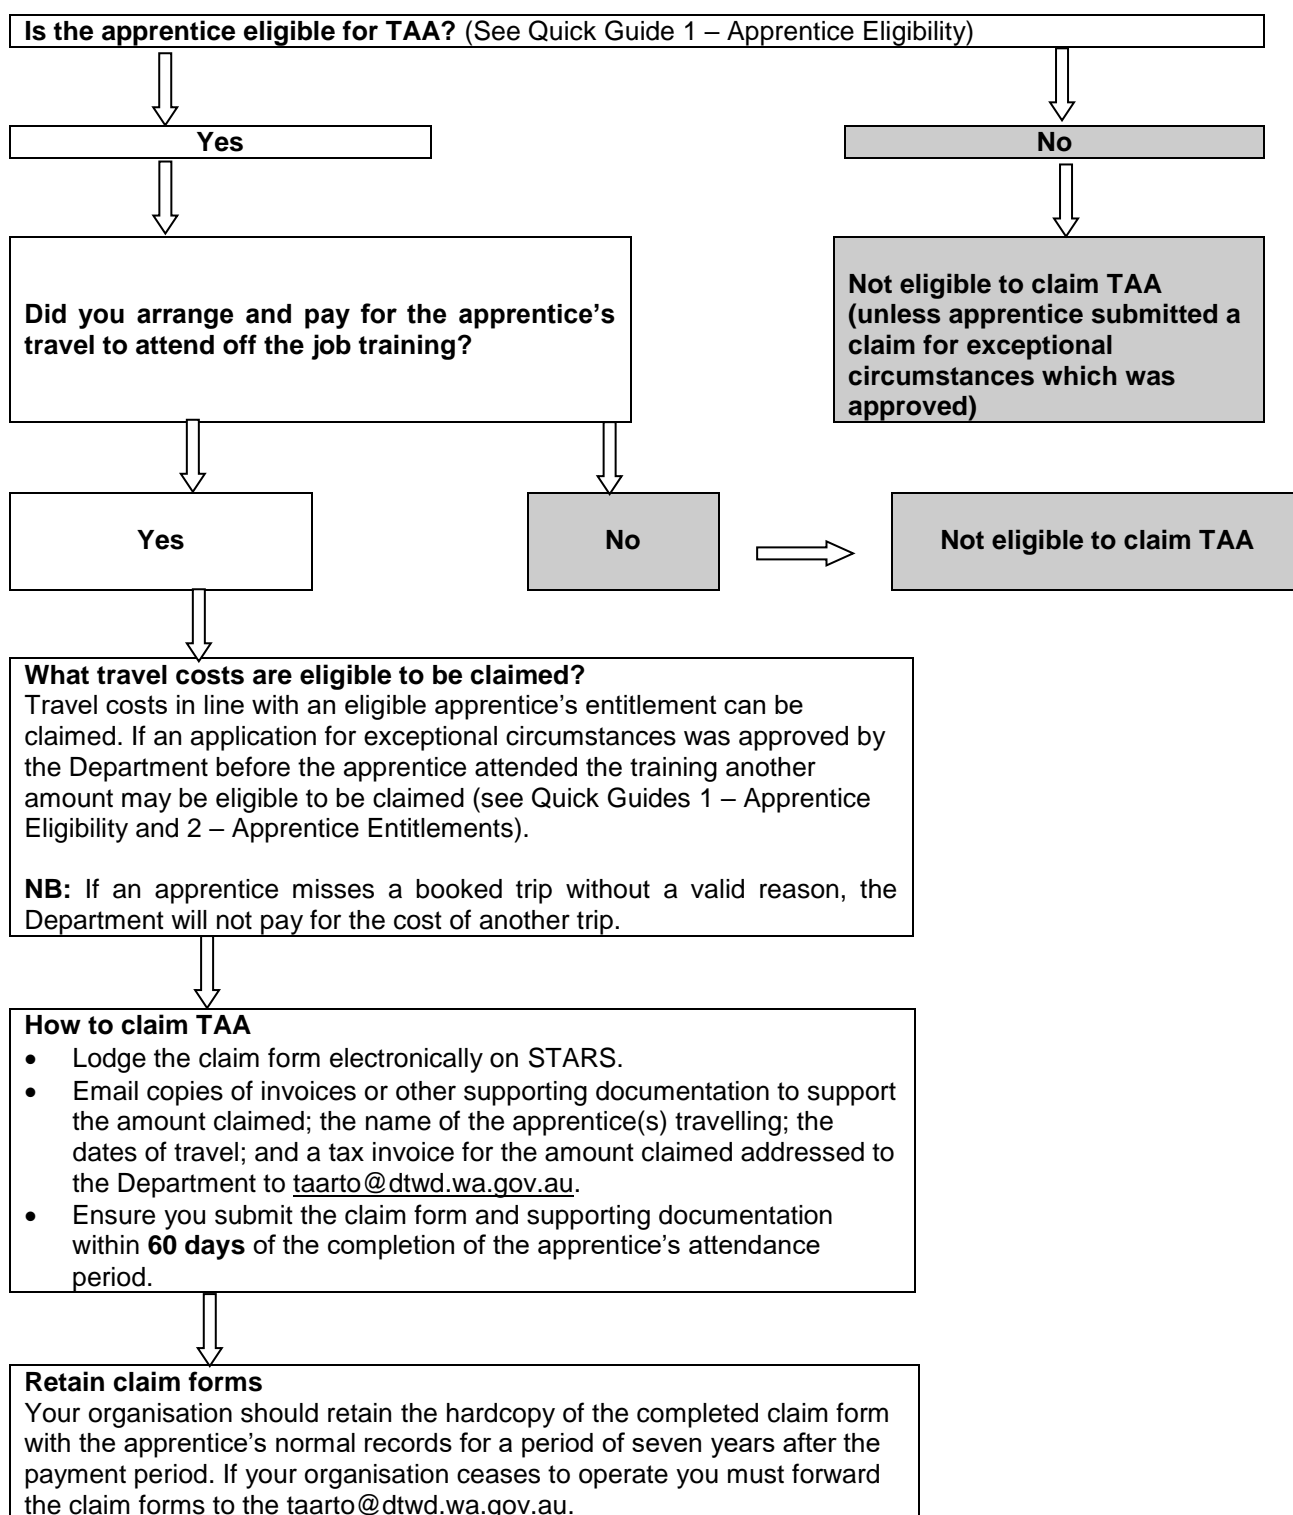 Is the apprentice eligible for TAA? (See Quick Guide 1 – Apprentice Eligibility)
Yes
No
Did you arrange and pay for the apprentice's
travel to attend off the job training?
Not eligible to claim TAA
(unless apprentice submitted a
claim for exceptional
circumstances which was
approved)
Yes
No
Not eligible to claim TAA
What travel costs are eligible to be claimed?
Travel costs in line with an eligible apprentice's entitlement can be
claimed. If an application for exceptional circumstances was approved by
the Department before the apprentice attended the training another
amount may be eligible to be claimed (see Quick Guides 1 – Apprentice
Eligibility and 2 – Apprentice Entitlements).
NB: If an apprentice misses a booked trip without a valid reason, the
Department will not pay for the cost of another trip.
How to claim TAA
• Lodge the claim form electronically on STARS.
• Email copies of invoices or other supporting documentation to support
the amount claimed; the name of the apprentice(s) travelling; the
dates of travel; and a tax invoice for the amount claimed addressed to
the Department to taarto@dtwd.wa.gov.au.
• Ensure you submit the claim form and supporting documentation
within 60 days of the completion of the apprentice's attendance
period.
Retain claim forms
Your organisation should retain the hardcopy of the completed claim form
with the apprentice's normal records for a period of seven years after the
payment period. If your organisation ceases to operate you must forward
the claim forms to the taarto@dtwd.wa.gov.au.